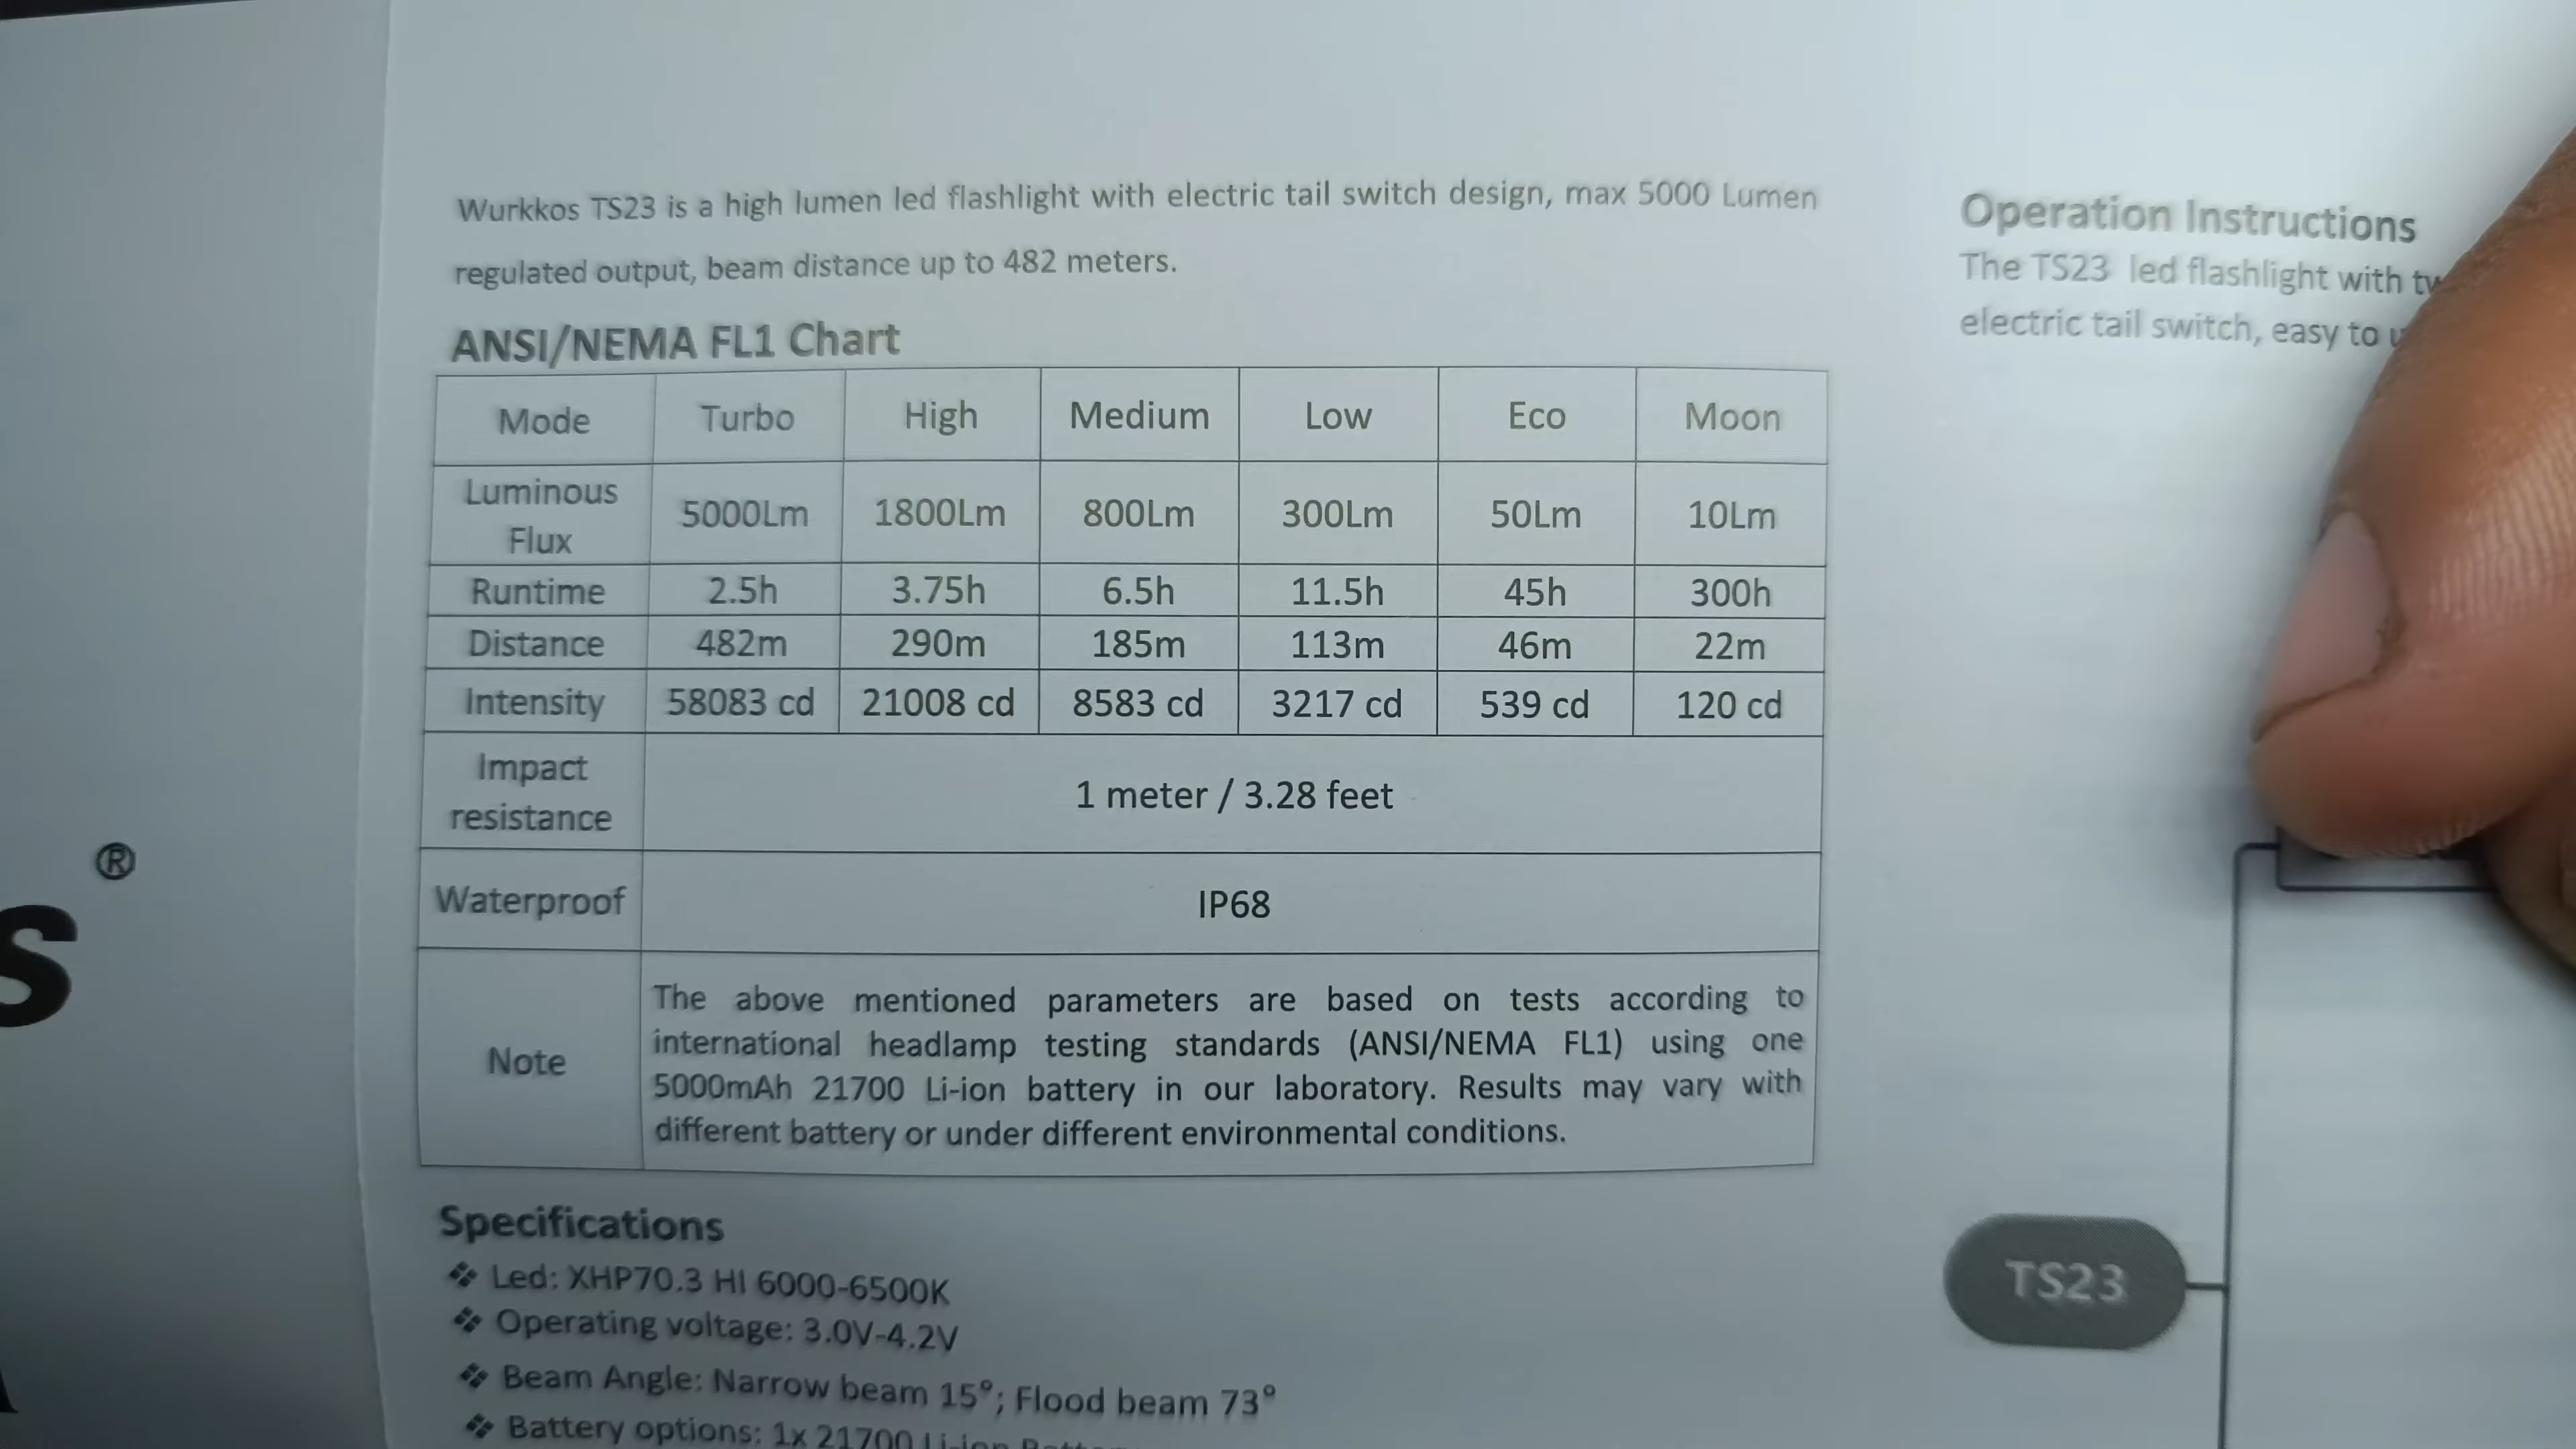 Wurkkos TS23 is a high lumen led flashlight with electric tail switch design, max 5000 Lumen
regulated output, beam distance up to 482 meters.
ANSI/NEMA FL1 Chart
Mode Turbo High Medium Low Eco Moon
Luminous
Flux 5000Lm 1800Lm 800Lm 300Lm 50Lm 10Lm
Runtime 2.5h 3.75h 6.5h 11.5h 45h 300h
Distance 482m 290m 185m 113m 46m 22m
Intensity 58083 cd 21008 cd 8583 cd 3217 cd 539 cd 120 cd
Impact
resistance 1 meter / 3.28 feet
Waterproof IP68
Note
The above mentioned parameters are based on tests according to
international headlamp testing standards (ANSI/NEMA FL1) using one
5000mAh 21700 Li-ion battery in our laboratory. Results may vary with
different battery or under different environmental conditions.
Specifications
❖ Led: XHP70.3 HI 6000-6500K
❖ Operating voltage: 3.0V-4.2V
❖ Beam Angle: Narrow beam 15°; Flood beam 73°
❖ Battery options: 1x 21700 Li-ion
Operation Instructions
The TS23 led flashlight with
electric tail switch, easy to
TS23
s®